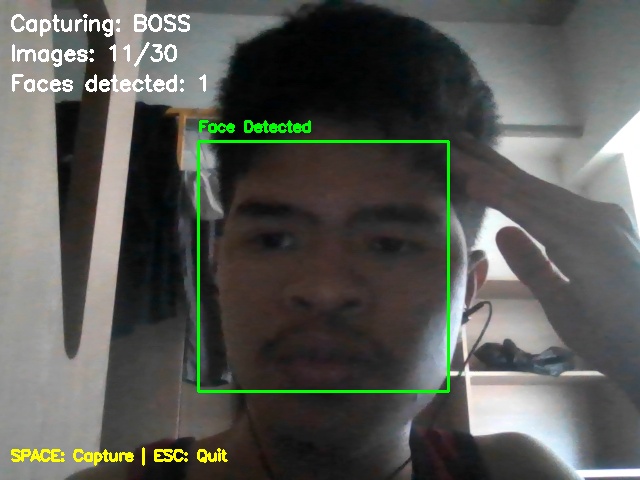 Capturing: BOSS
Images: 11/30
Faces detected: 1
Face Detected
SPACE: Capture | ESC: Quit